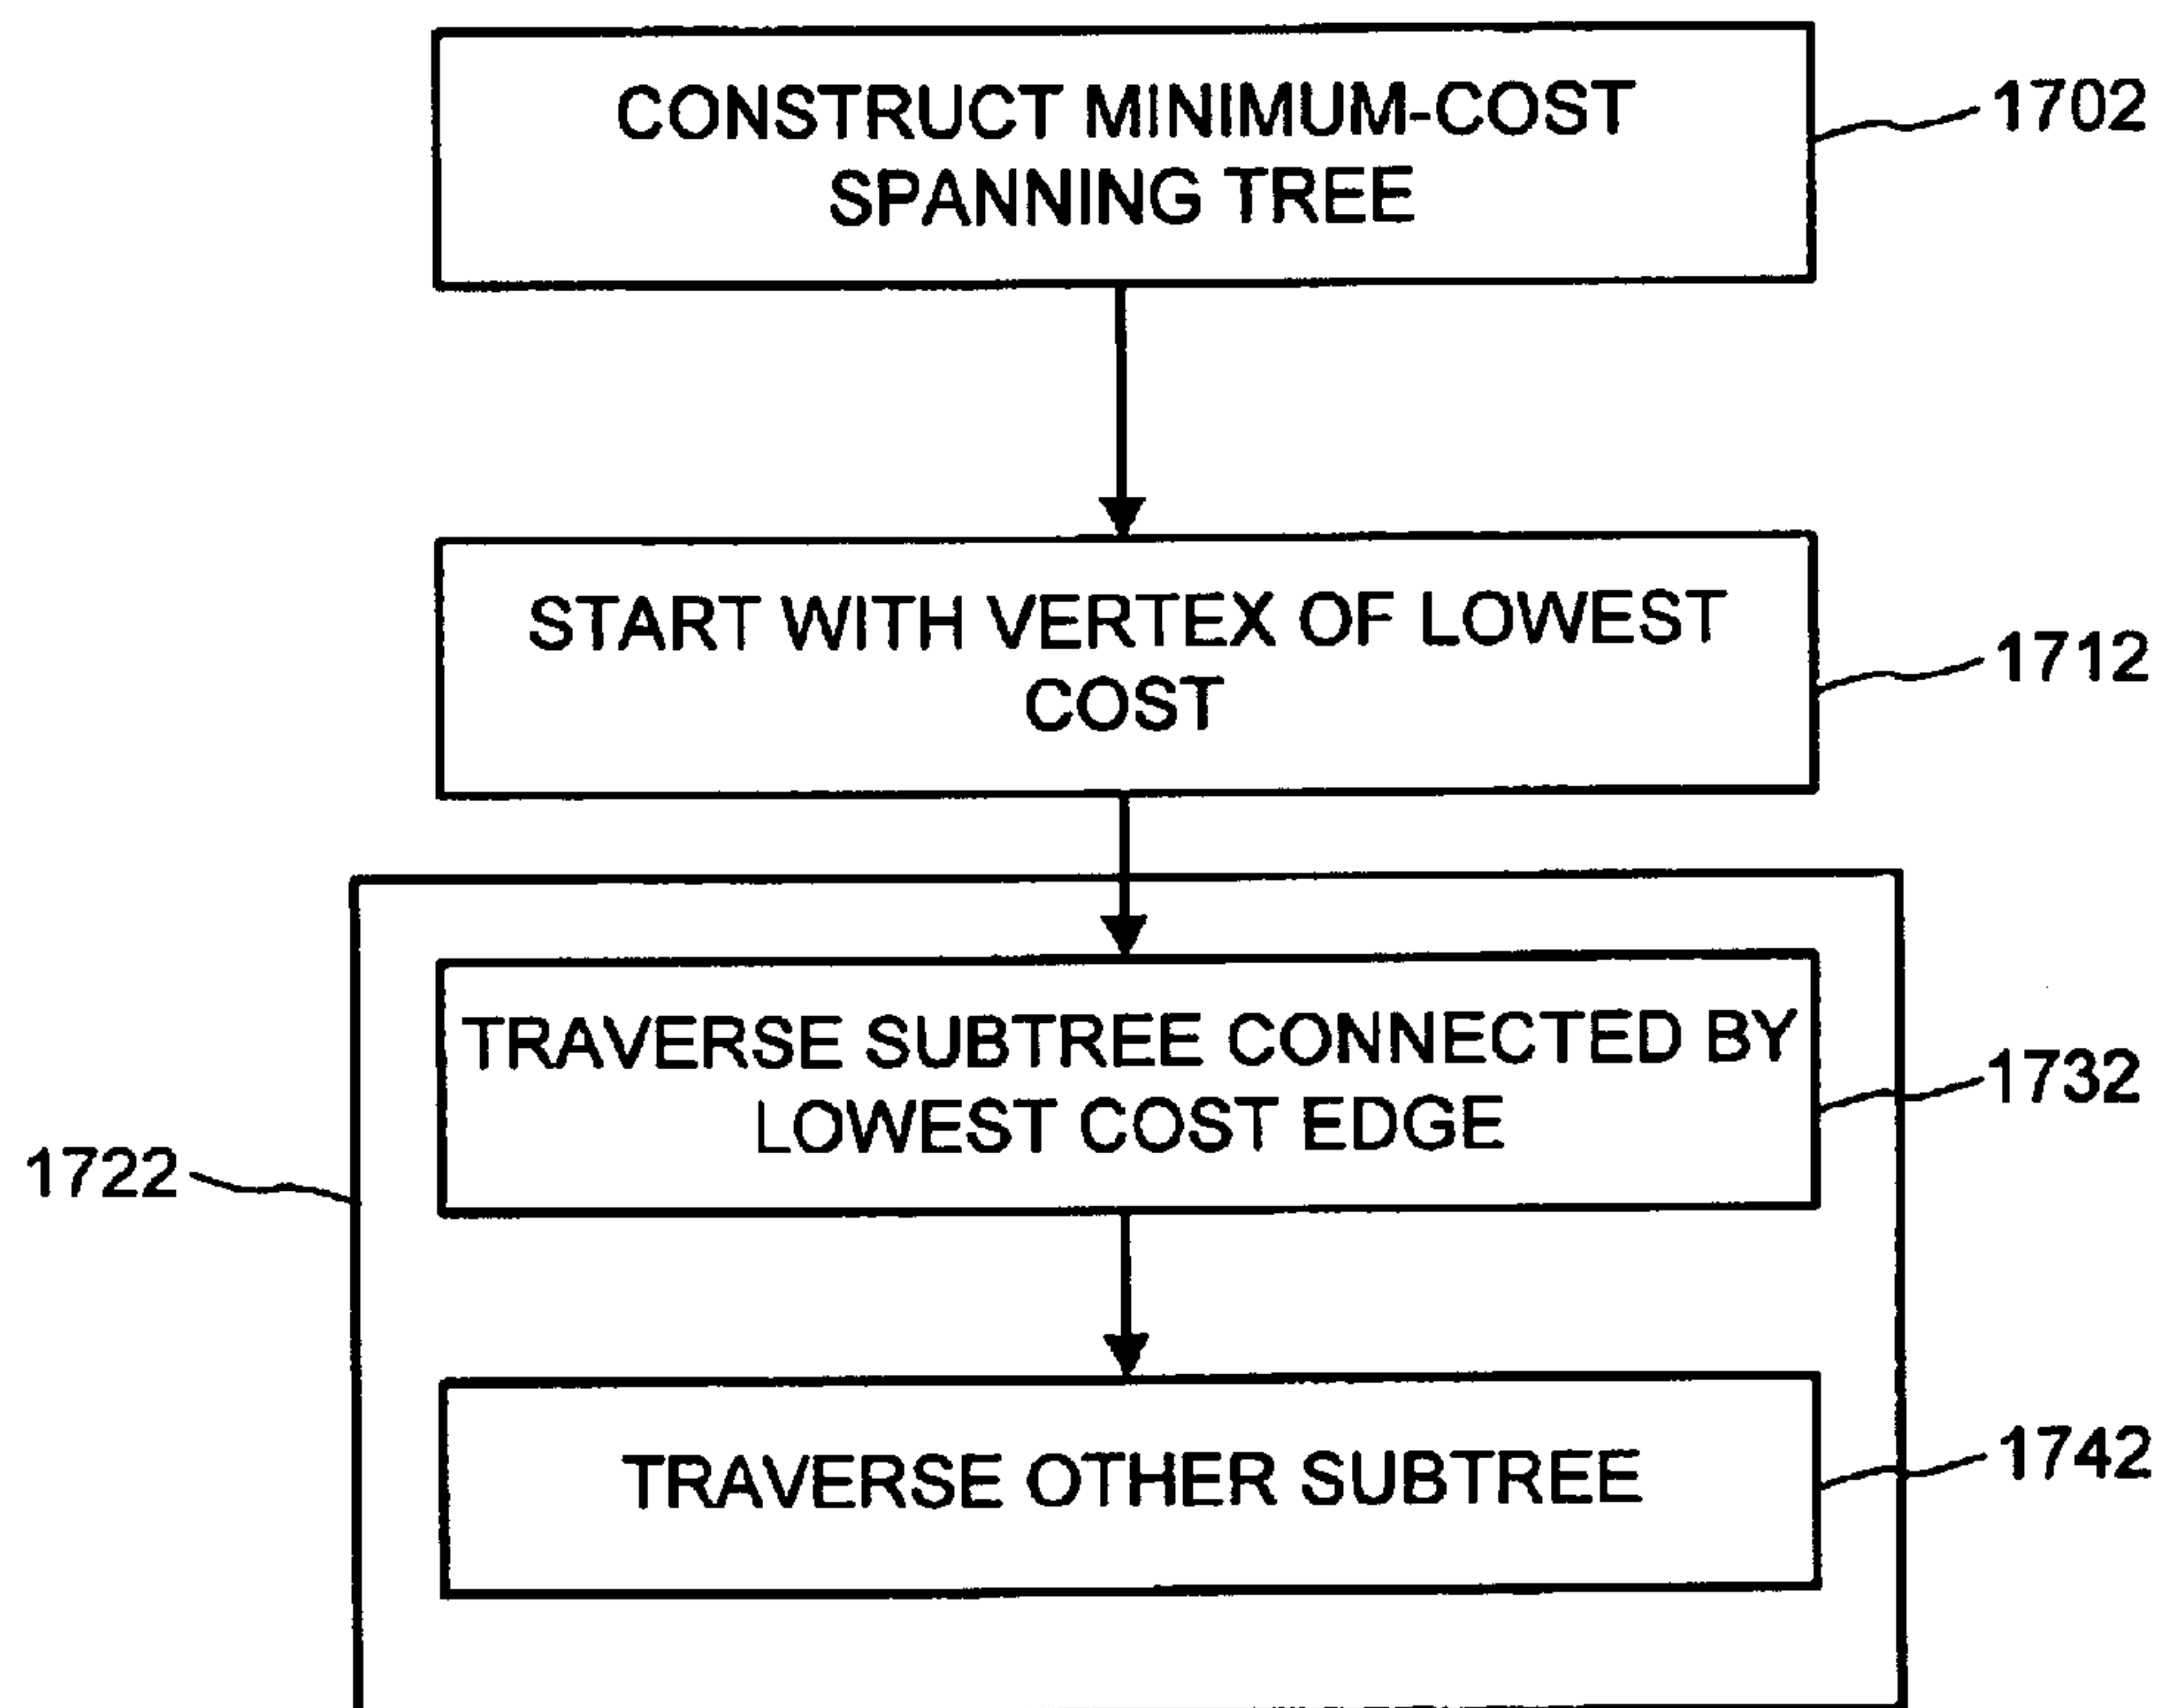 CONSTRUCT MINIMUM-COST
SPANNING TREE
1702
START WITH VERTEX OF LOWEST
COST
1712
TRAVERSE SUBTREE CONNECTED BY
LOWEST COST EDGE
1732
1722
TRAVERSE OTHER SUBTREE
1742